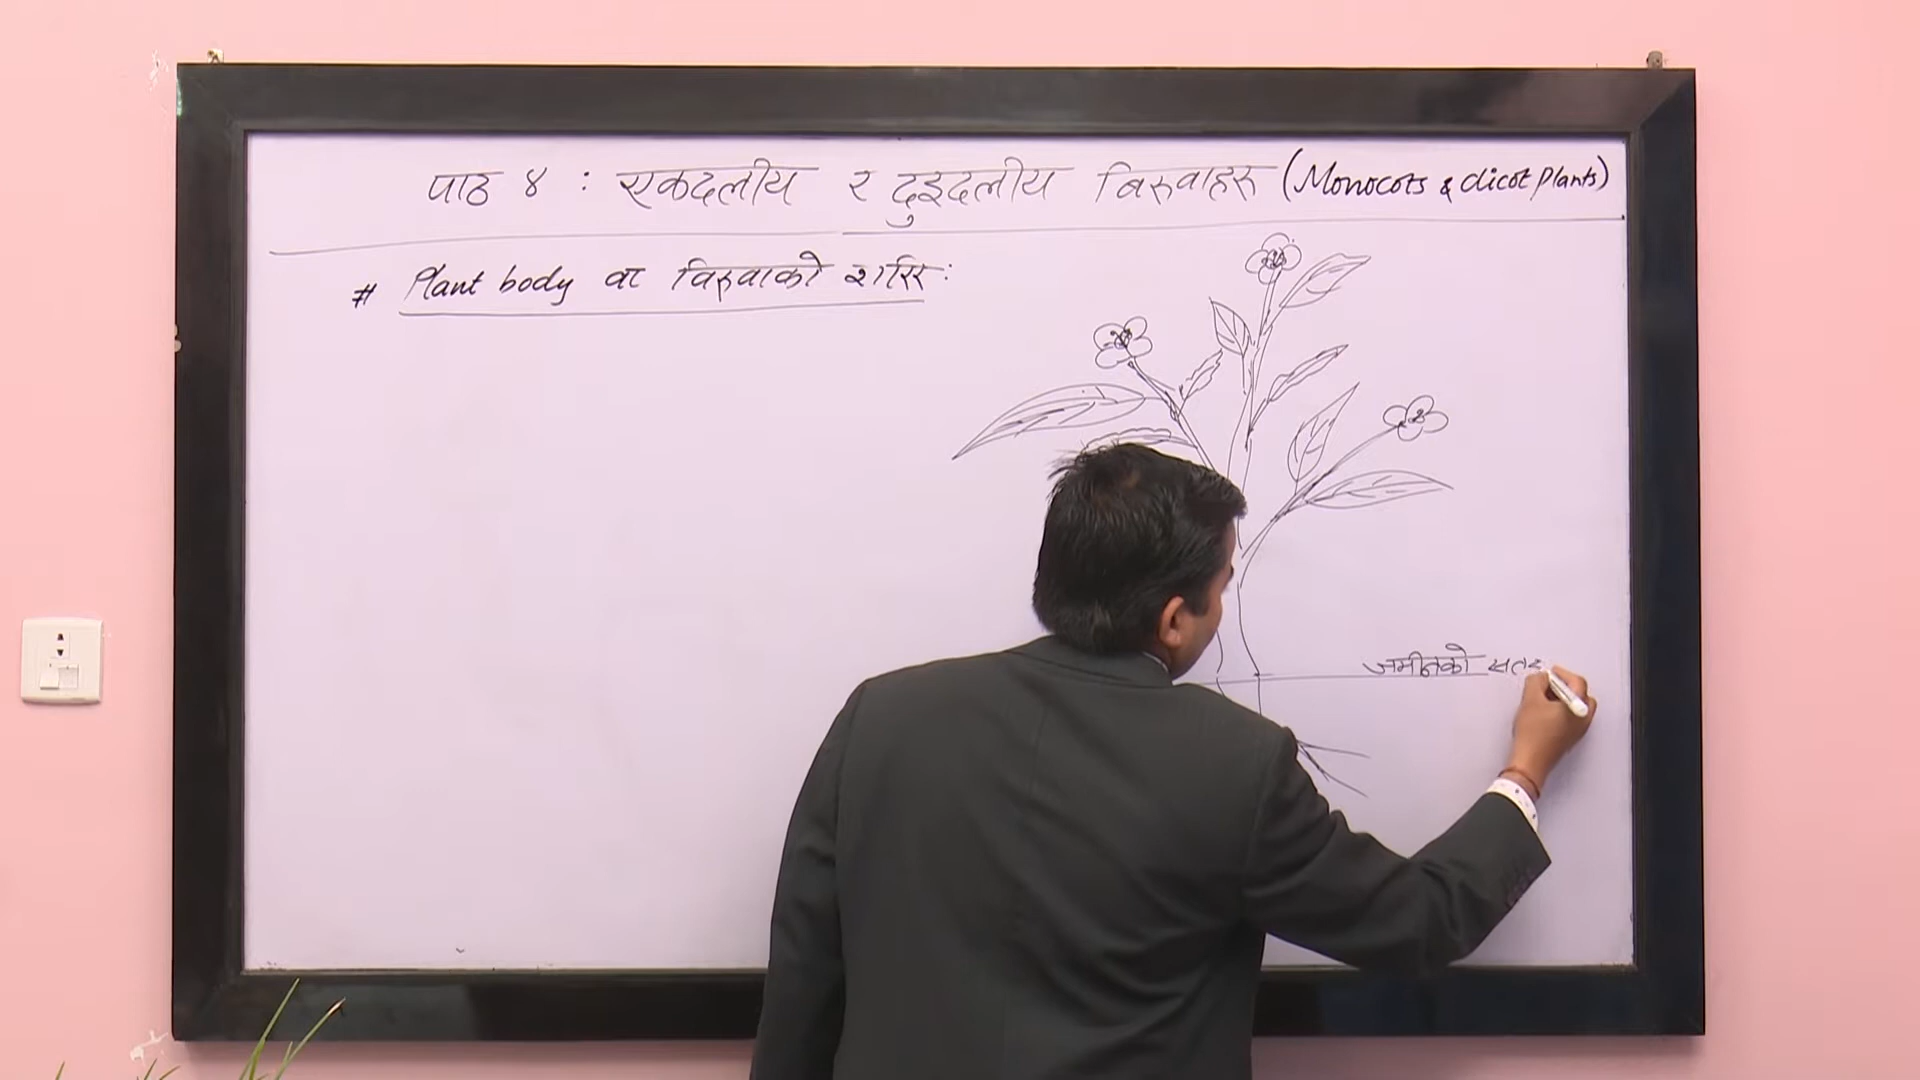 पाठ ४ : एकदलीय र दुइदलीय बिरुवाहरु (Monocots & dicot plants)
# Plant body वा विरुवाको शरिर :
जमीनको सतह